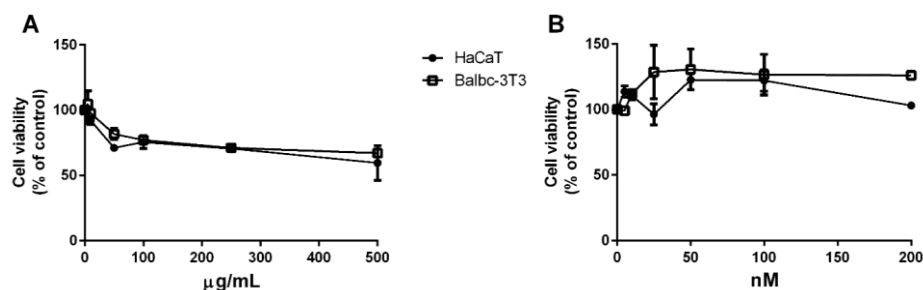 A
Cell viability
(% of control)
150
100
50
0
0 100 200 300 400 500
μg/mL
HaCaT
Balbc-3T3
B
Cell viability
(% of control)
150
100
50
0
0 50 100 150 200
nM